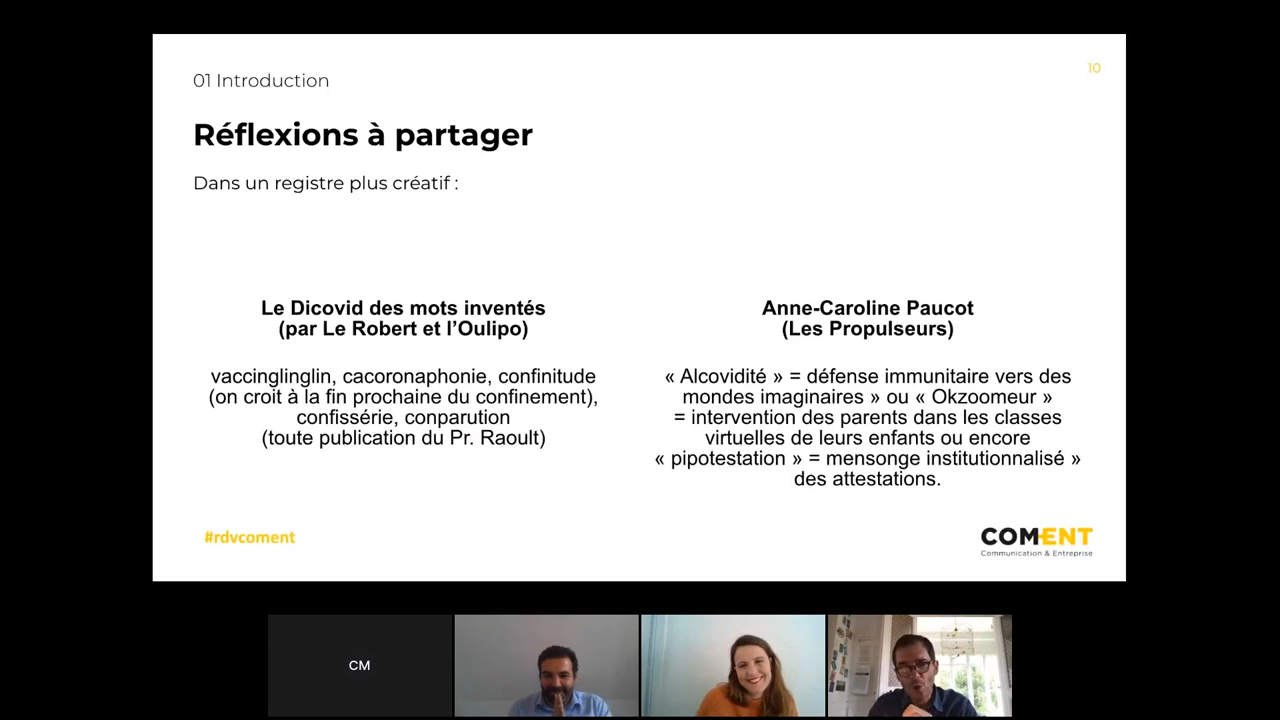 01 Introduction
10
Réflexions à partager
Dans un registre plus créatif :
Le Dicovid des mots inventés
(par Le Robert et l’Oulipo)
vaccinglinglin, cacoronaphonie, confinitude
(on croit à la fin prochaine du confinement),
confissérie, conparution
(toute publication du Pr. Raoult)
Anne-Caroline Paucot
(Les Propulseurs)
« Alcovidité » = défense immunitaire vers des
mondes imaginaires » ou « Okzoomeur »
= intervention des parents dans les classes
virtuelles de leurs enfants ou encore
« pipotestation » = mensonge institutionnalisé »
des attestations.
#rdvcoment
COMENT
Communication & Entreprise
CM